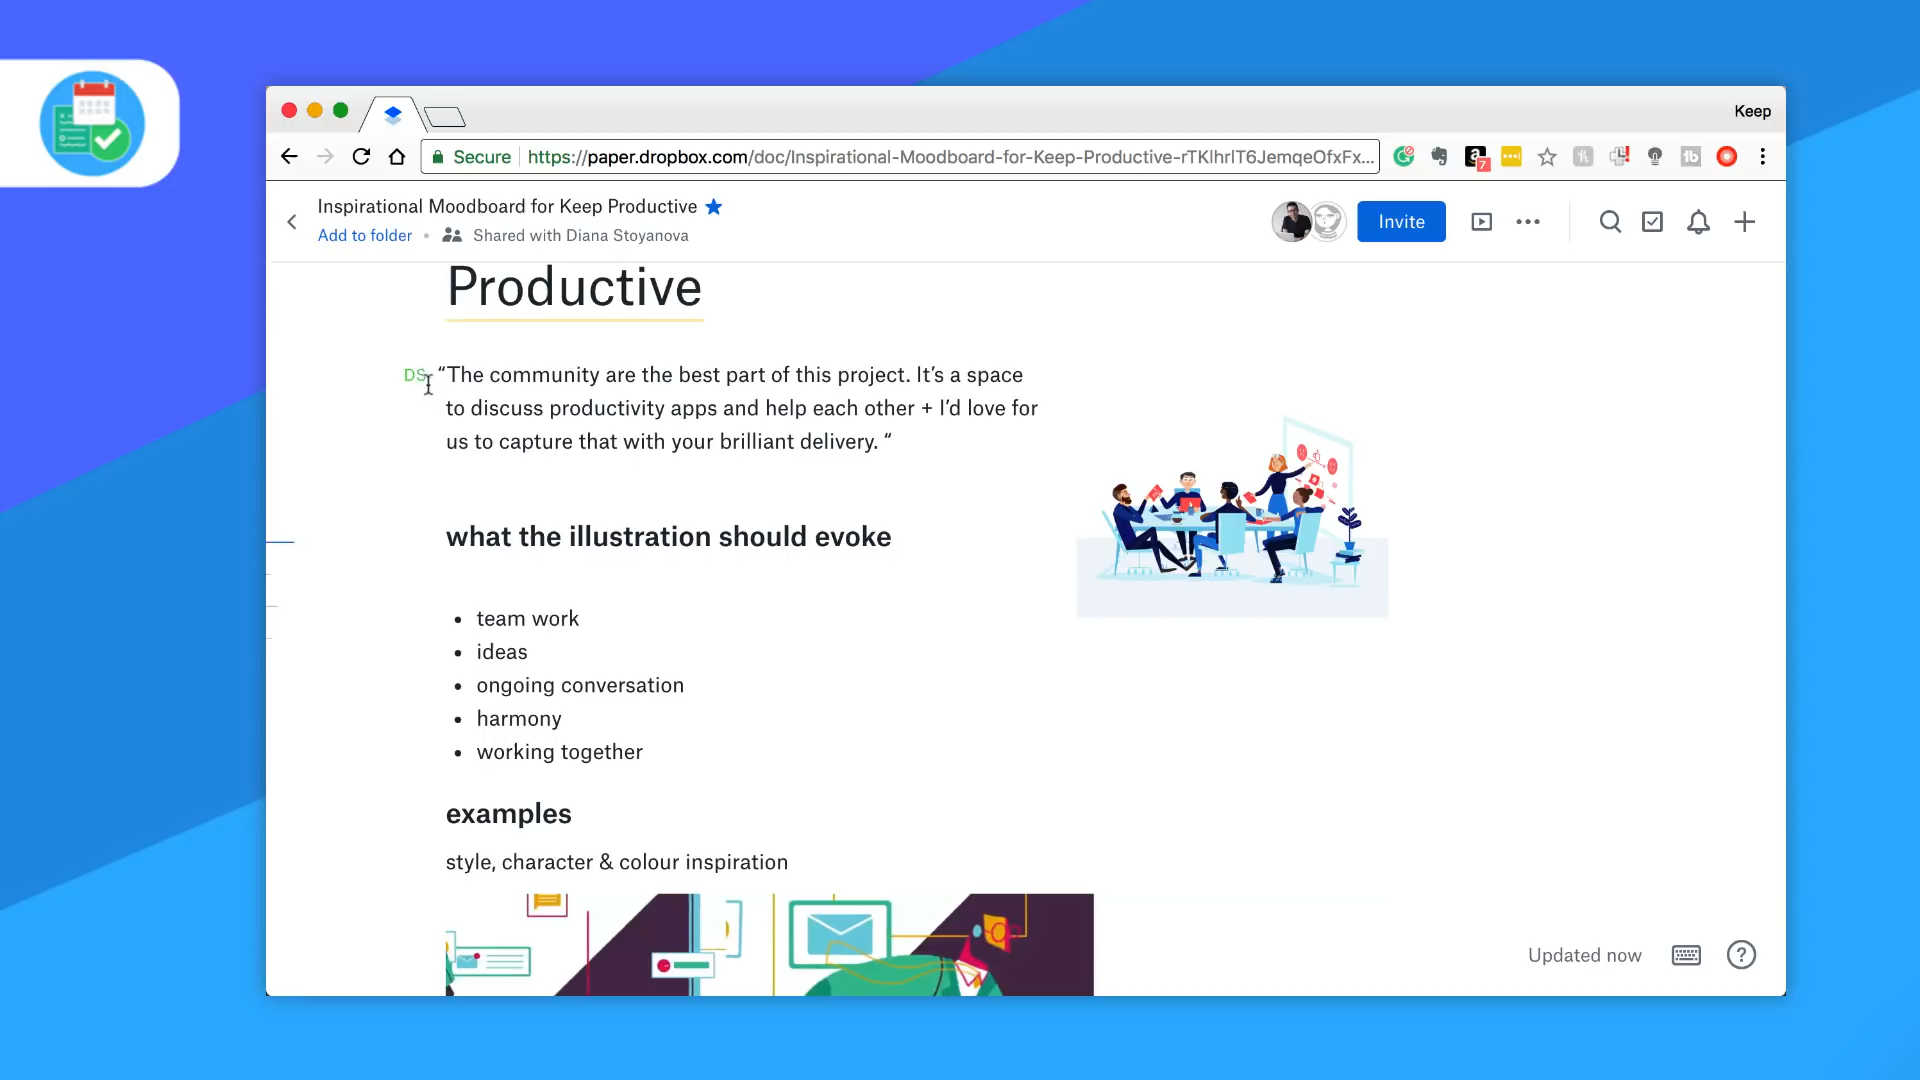 Keep
Secure https://paper.dropbox.com/doc/Inspirational-Moodboard-for-Keep-Productive-rTKlhrlT6JemqeOfxFx...
7
Inspirational Moodboard for Keep Productive
Add to folder • Shared with Diana Stoyanova
Invite
Productive
DS “The community are the best part of this project. It’s a space
to discuss productivity apps and help each other + I’d love for
us to capture that with your brilliant delivery. “
what the illustration should evoke
• team work
• ideas
• ongoing conversation
• harmony
• working together
examples
style, character & colour inspiration
Updated now